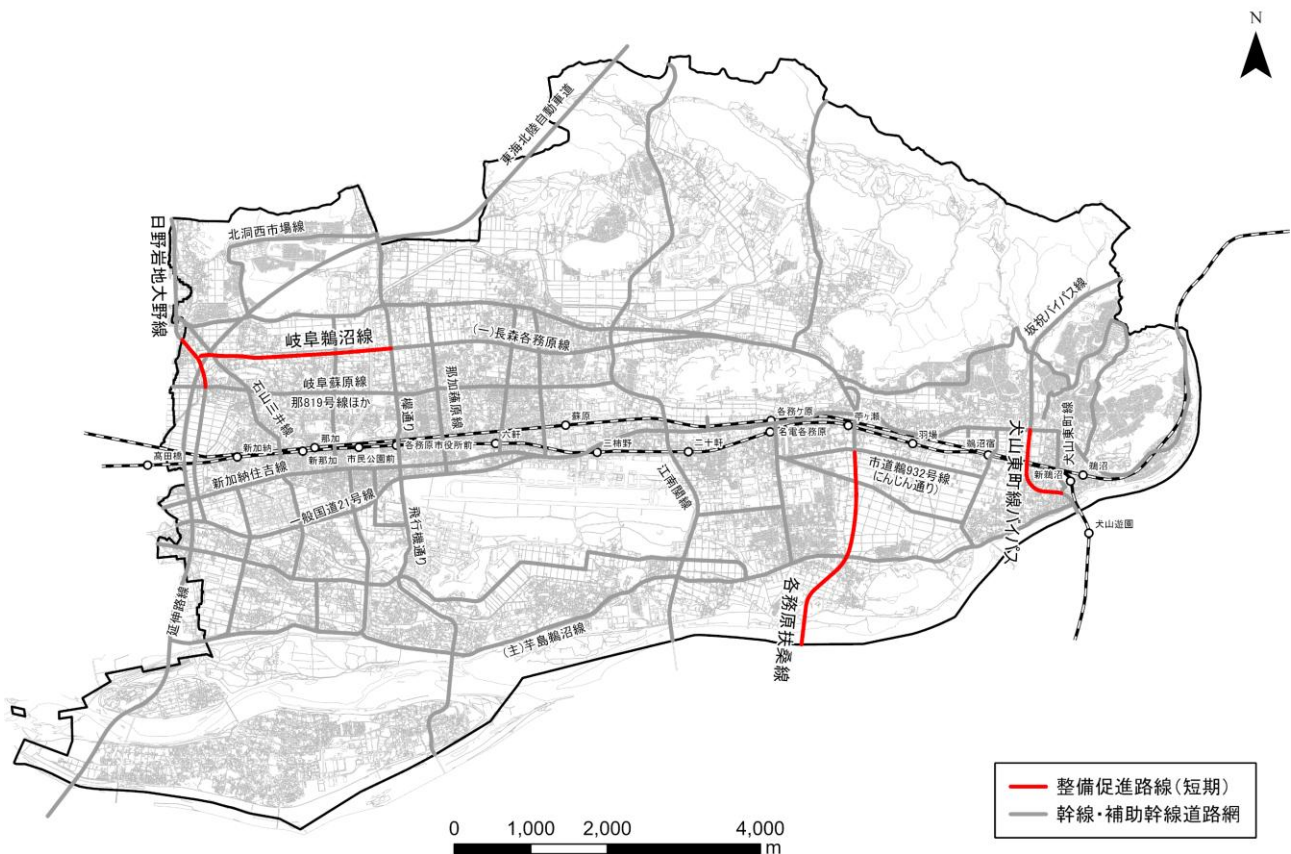 N
東海北陸自動車道
日野岩地大野線
北洞西市場線
坂祝バイパス線
岐阜鵜沼線
(一)長森各務原線
岐阜蘇原線
那819号線ほか
石山三井線
欅通り
那加蘓原線
蘇原
各務ケ原
苧ヶ瀬
那加
六軒
各務原市役所前
名電各務原
羽場
鵜沼宿
犬山東町線
新加納
高田橋
新那加
市民公園前
三柿野
二十軒
新鵜沼
鵜沼
新加納住吉線
江南関線
市道鵜932号線
(にんじん通り)
犬山東町線バイパス
一般国道21号線
飛行機通り
犬山遊園
延伸路線
各務原扶桑線
(主)芋島鵜沼線
整備促進路線(短期)
幹線・補助幹線道路網
0 1,000 2,000 4,000
m